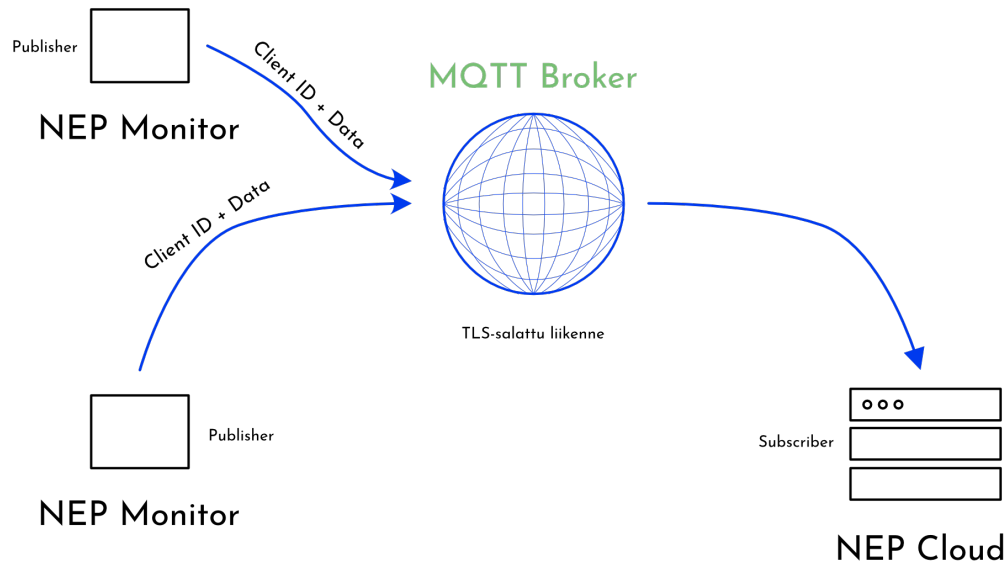 Publisher
NEP Monitor
Client ID + Data
MQTT Broker
Client ID + Data
TLS-salattu liikenne
Publisher
NEP Monitor
Subscriber
NEP Cloud